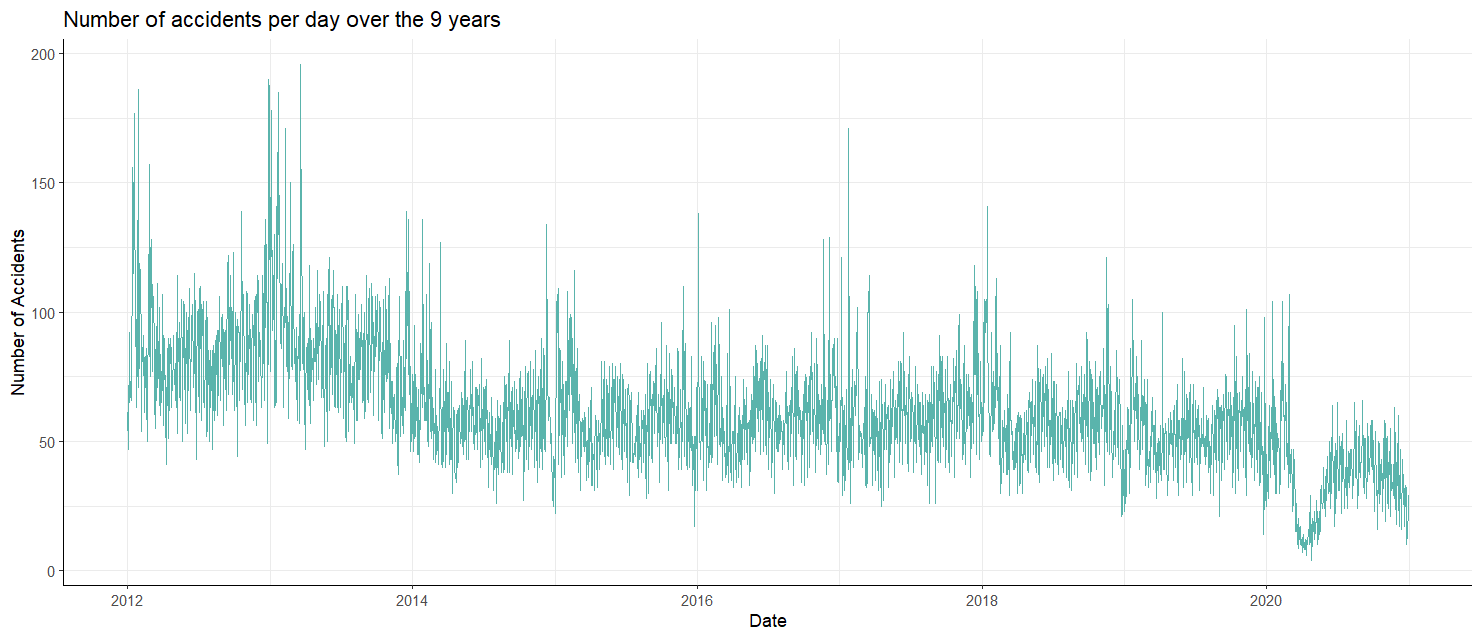 Number of accidents per day over the 9 years
Number of Accidents
200
150
100
50
0
2012 2014 2016 2018 2020
Date